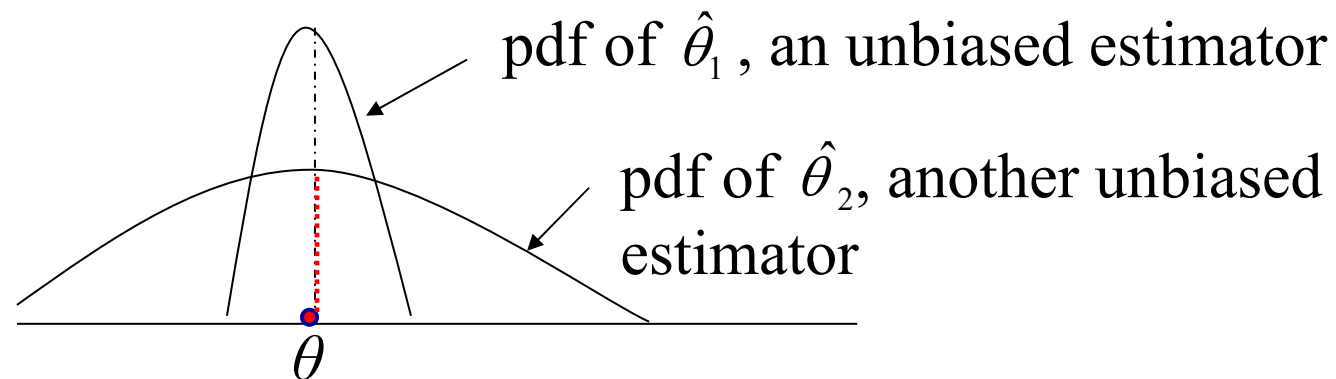 pdf of θ̂₁ , an unbiased estimator
pdf of θ̂₂, another unbiased
estimator
θ